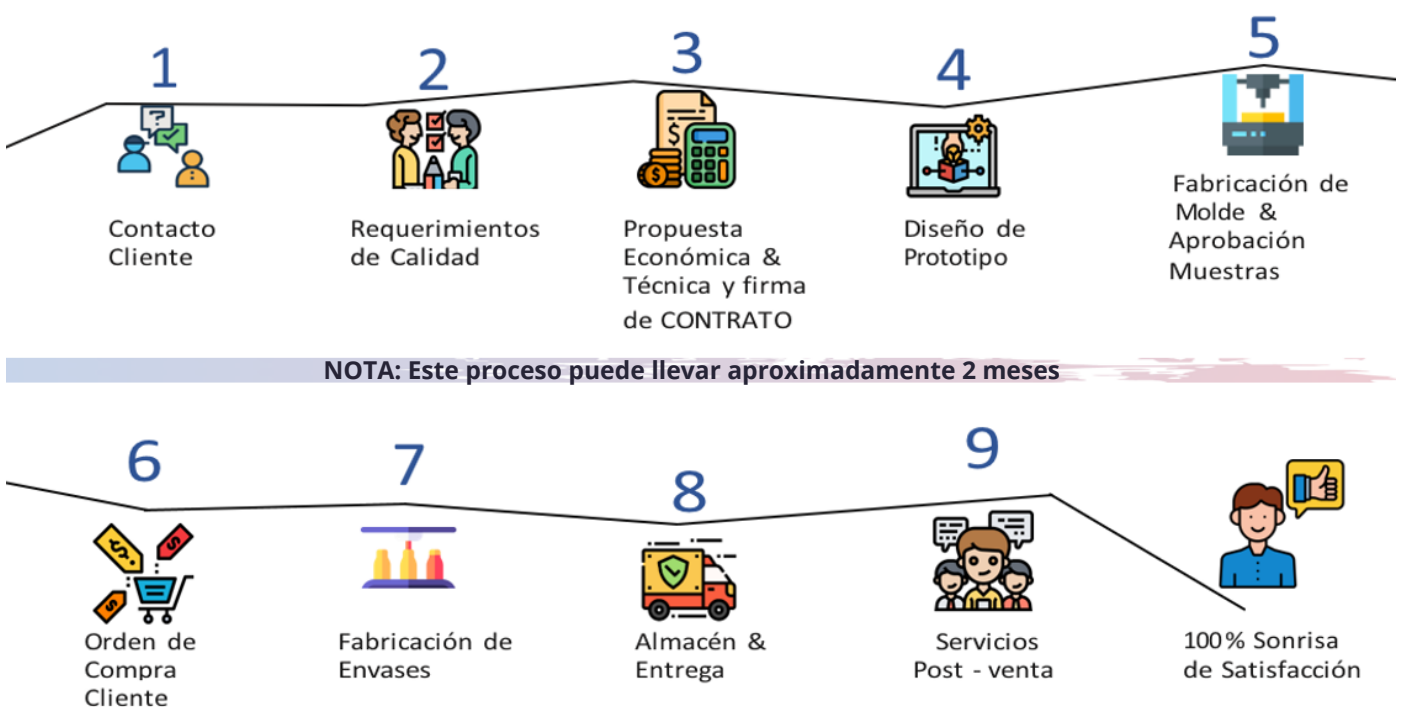 1
Contacto
Cliente
2
Requerimientos
de Calidad
3
Propuesta
Económica &
Técnica y firma
de CONTRATO
4
Diseño de
Prototipo
5
Fabricación de
Molde &
Aprobación
Muestras
NOTA: Este proceso puede llevar aproximadamente 2 meses
6
Orden de
Compra
Cliente
7
Fabricación de
Envases
8
Almacén &
Entrega
9
Servicios
Post - venta
100% Sonrisa
de Satisfacción